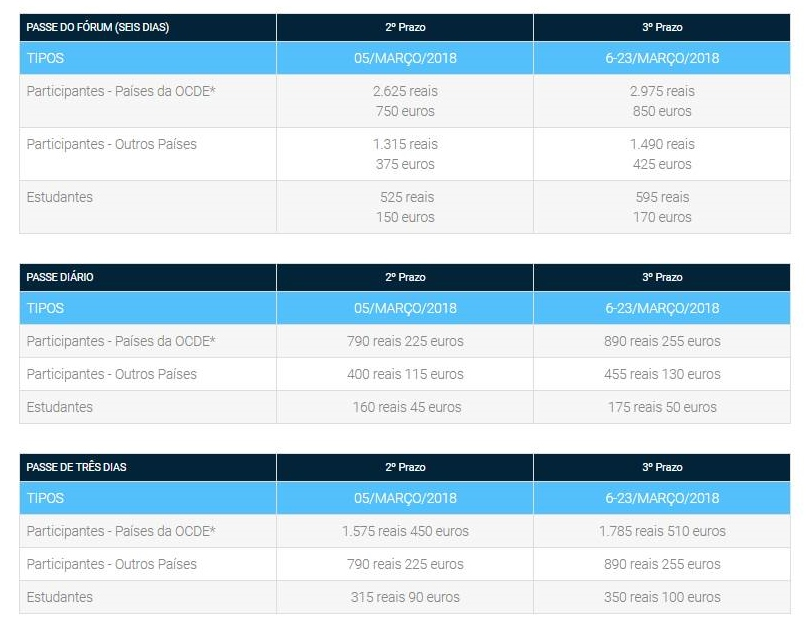 PASSE DO FÓRUM (SEIS DIAS) 2º Prazo 3º Prazo
TIPOS 05/MARÇO/2018 6-23/MARÇO/2018
Participantes - Países da OCDE* 2.625 reais 2.975 reais
750 euros 850 euros
Participantes - Outros Países 1.315 reais 1.490 reais
375 euros 425 euros
Estudantes 525 reais 595 reais
150 euros 170 euros
PASSE DIÁRIO 2º Prazo 3º Prazo
TIPOS 05/MARÇO/2018 6-23/MARÇO/2018
Participantes - Países da OCDE* 790 reais 225 euros 890 reais 255 euros
Participantes - Outros Países 400 reais 115 euros 455 reais 130 euros
Estudantes 160 reais 45 euros 175 reais 50 euros
PASSE DE TRÊS DIAS 2º Prazo 3º Prazo
TIPOS 05/MARÇO/2018 6-23/MARÇO/2018
Participantes - Países da OCDE* 1.575 reais 450 euros 1.785 reais 510 euros
Participantes - Outros Países 790 reais 225 euros 890 reais 255 euros
Estudantes 315 reais 90 euros 350 reais 100 euros